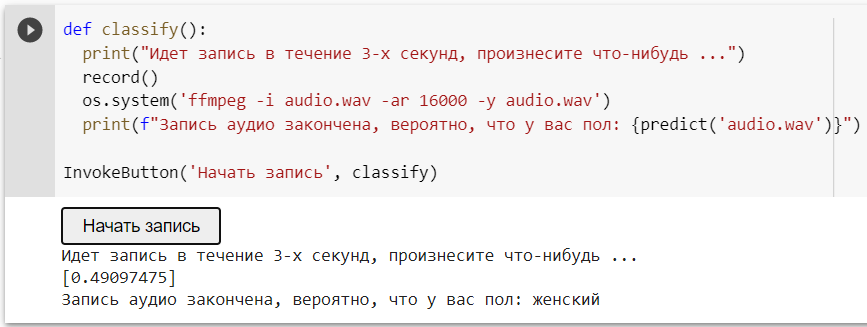 def classify():
  print("Идет запись в течение 3-х секунд, произнесите что-нибудь ...")
  record()
  os.system('ffmpeg -i audio.wav -ar 16000 -y audio.wav')
  print(f"Запись аудио закончена, вероятно, что у вас пол: {predict('audio.wav')}")
InvokeButton('Начать запись', classify)
Начать запись
Идет запись в течение 3-х секунд, произнесите что-нибудь ...
[0.49097475]
Запись аудио закончена, вероятно, что у вас пол: женский